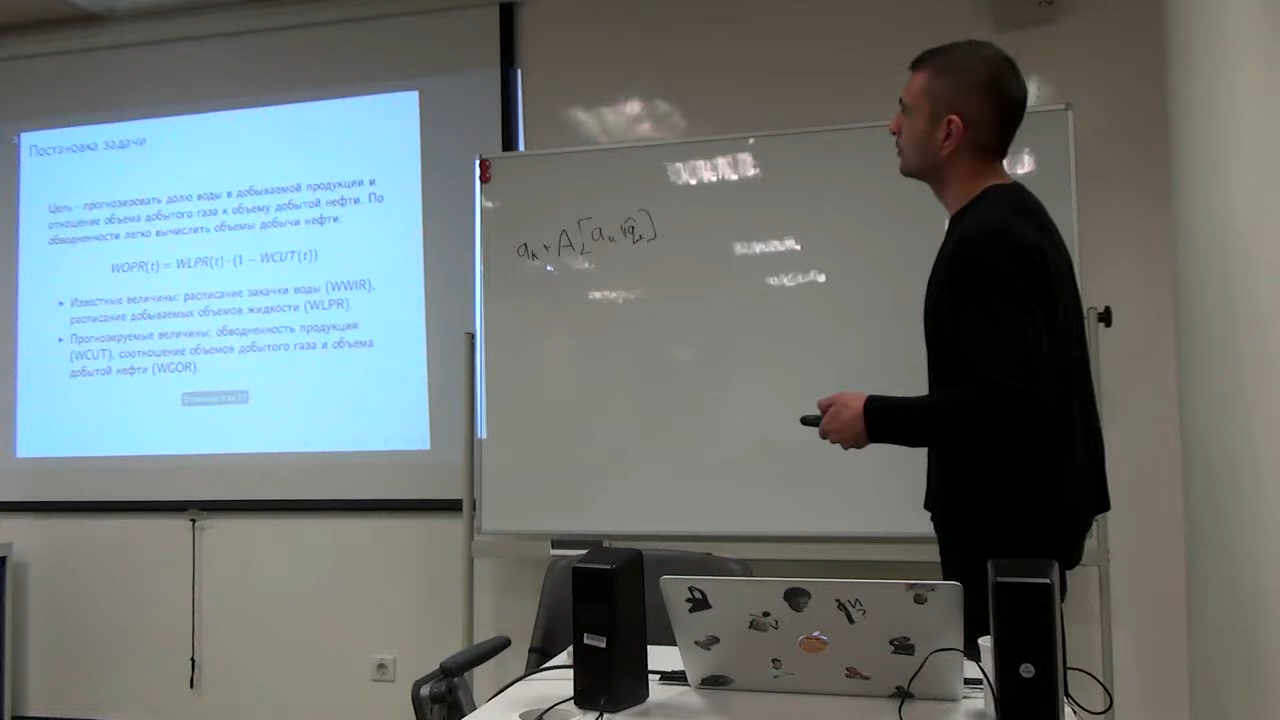 Постановка задачи
Цель - прогнозировать долю воды в добываемой продукции и
отношение объема добытого газа к объему добытой нефти. По
обводненности легко вычислить объемы добычи нефти.
WOPR(t) = WLPR(t) · (1 − WCUT(t))
Известные величины: расписание закачки воды (WWIR),
расписание добываемых объемов жидкости (WLPR).
Прогнозируемые величины: обводненность продукции
(WCUT), соотношение объемов добытого газа и объема
добытой нефти (WGOR).